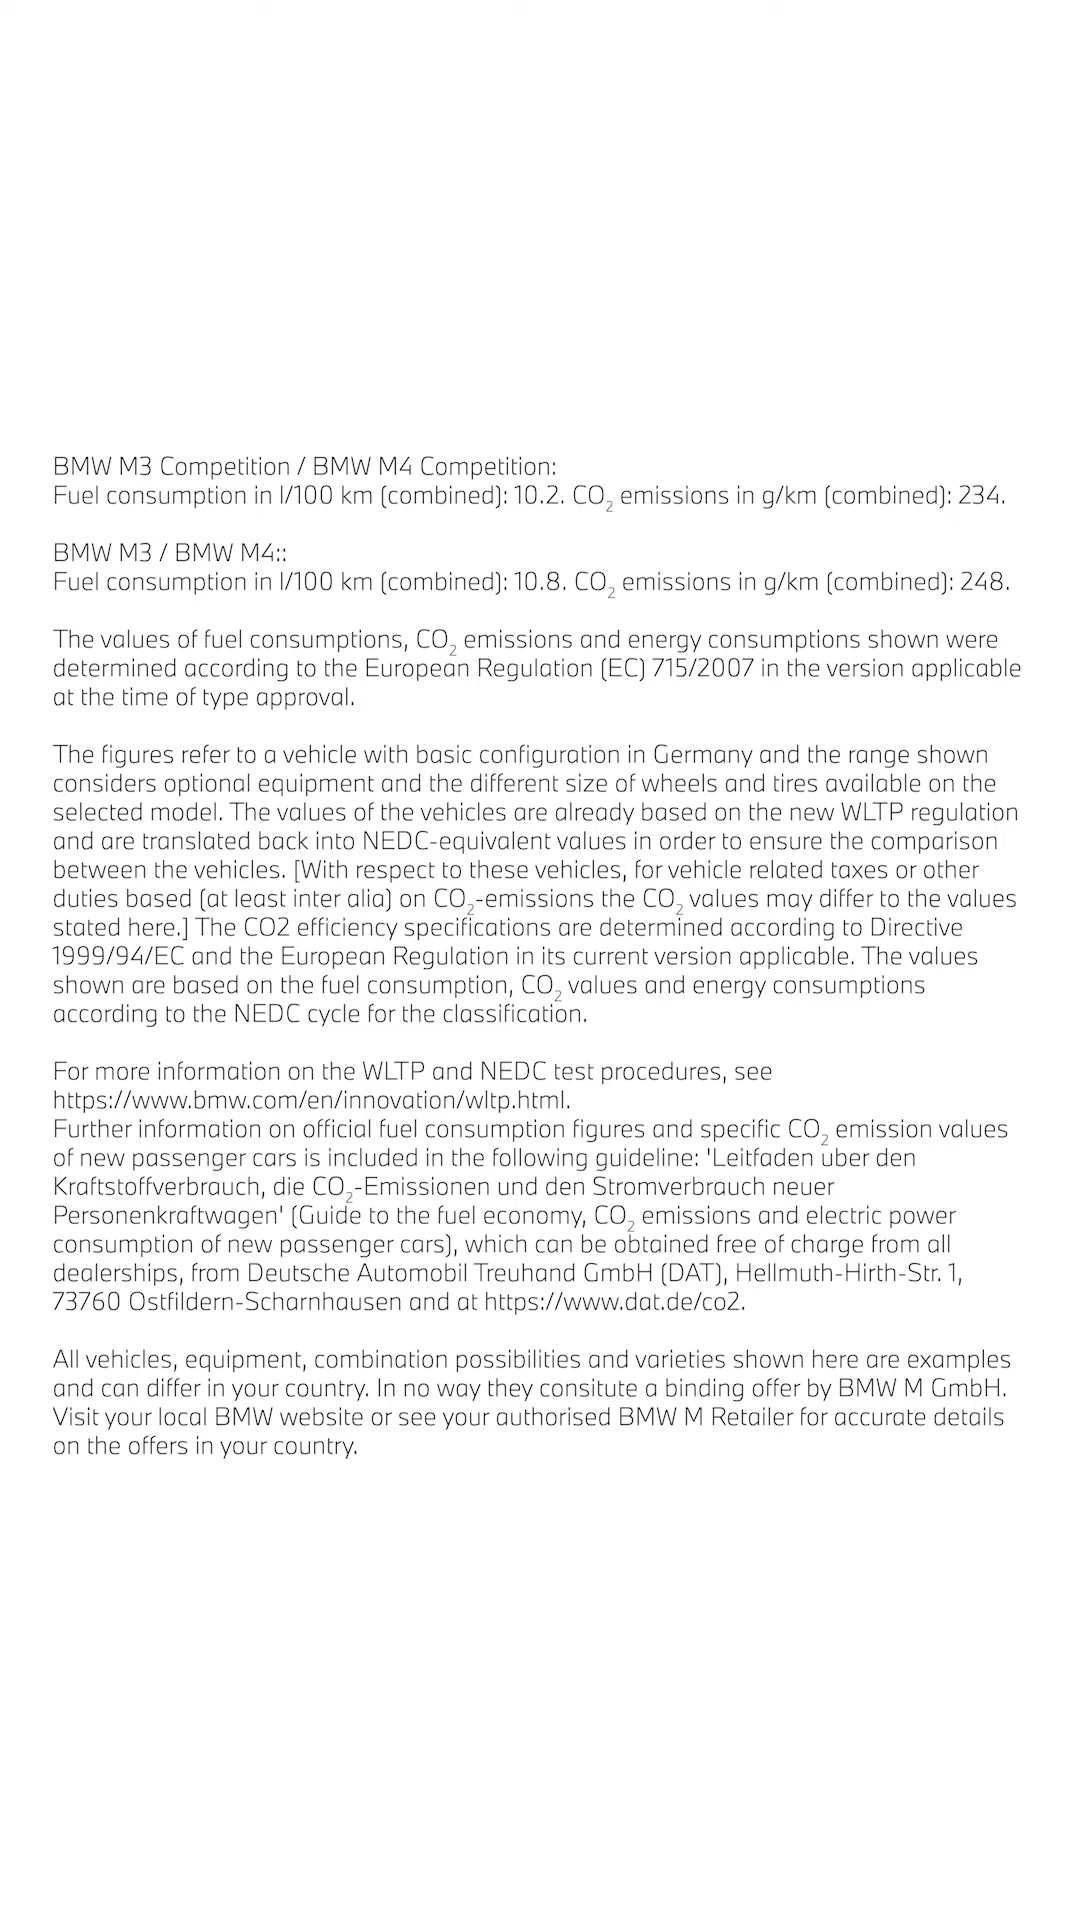 BMW M3 Competition / BMW M4 Competition:
Fuel consumption in l/100 km (combined): 10.2. CO₂ emissions in g/km (combined): 234.
BMW M3 / BMW M4::
Fuel consumption in l/100 km (combined): 10.8. CO₂ emissions in g/km (combined): 248.
The values of fuel consumptions, CO₂ emissions and energy consumptions shown were
determined according to the European Regulation (EC) 715/2007 in the version applicable
at the time of type approval.
The figures refer to a vehicle with basic configuration in Germany and the range shown
considers optional equipment and the different size of wheels and tires available on the
selected model. The values of the vehicles are already based on the new WLTP regulation
and are translated back into NEDC-equivalent values in order to ensure the comparison
between the vehicles. [With respect to these vehicles, for vehicle related taxes or other
duties based (at least inter alia) on CO₂-emissions the CO₂ values may differ to the values
stated here.] The CO2 efficiency specifications are determined according to Directive
1999/94/EC and the European Regulation in its current version applicable. The values
shown are based on the fuel consumption, CO₂ values and energy consumptions
according to the NEDC cycle for the classification.
For more information on the WLTP and NEDC test procedures, see
https://www.bmw.com/en/innovation/wltp.html.
Further information on official fuel consumption figures and specific CO₂ emission values
of new passenger cars is included in the following guideline: 'Leitfaden über den
Kraftstoffverbrauch, die CO₂-Emissionen und den Stromverbrauch neuer
Personenkraftwagen' (Guide to the fuel economy, CO₂ emissions and electric power
consumption of new passenger cars), which can be obtained free of charge from all
dealerships, from Deutsche Automobil Treuhand GmbH (DAT), Hellmuth-Hirth-Str. 1,
73760 Ostfildern-Scharnhausen and at https://www.dat.de/co2.
All vehicles, equipment, combination possibilities and varieties shown here are examples
and can differ in your country. In no way they consitute a binding offer by BMW M GmbH.
Visit your local BMW website or see your authorised BMW M Retailer for accurate details
on the offers in your country.